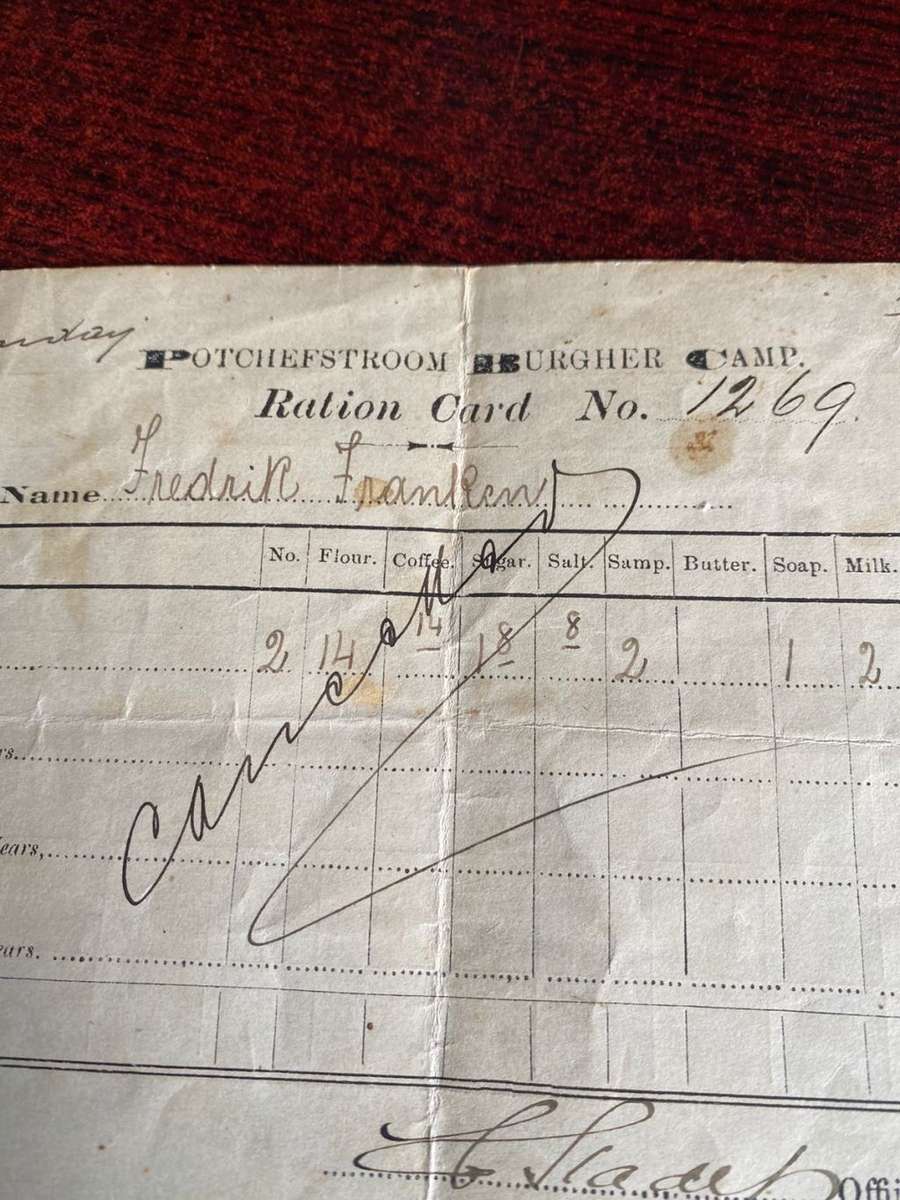 POTCHEFSTROOM BURGHER CAMP.
Ration Card No. 1269.
Name Fredrik Franken
No. Flour. Coffee. Sugar. Salt. Samp. Butter. Soap. Milk.
2 14 14 18 8 2 1 2
cancelled
Offi